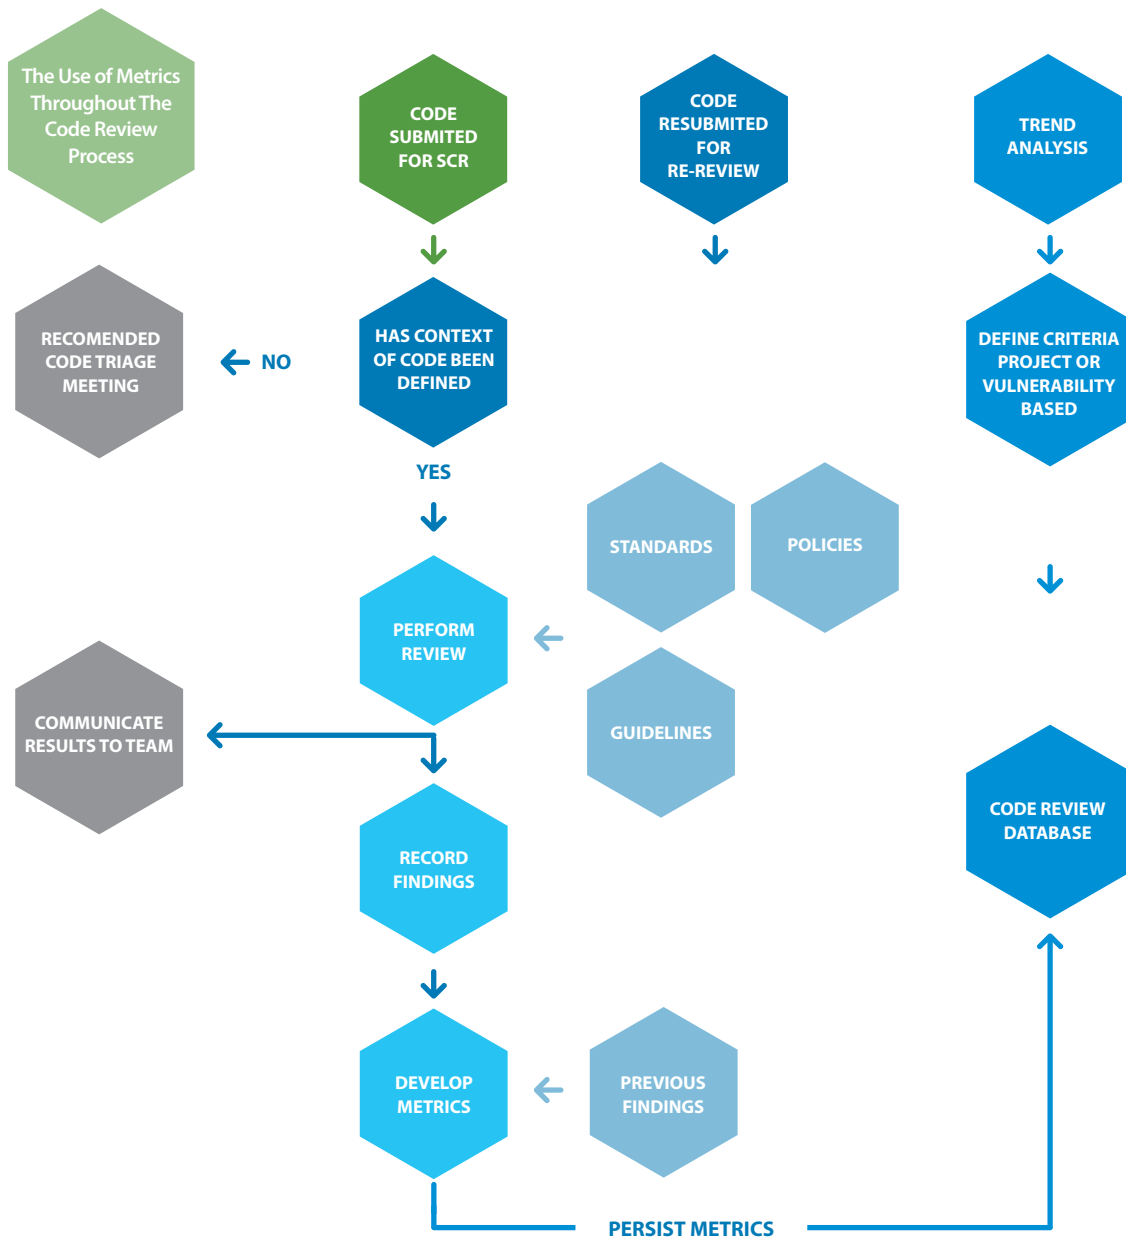 The Use of Metrics
Throughout The
Code Review
Process
CODE
SUBMITED
FOR SCR
CODE
RESUBMITED
FOR
RE-REVIEW
TREND
ANALYSIS
RECOMENDED
CODE TRIAGE
MEETING
NO
HAS CONTEXT
OF CODE BEEN
DEFINED
DEFINE CRITERIA
PROJECT OR
VULNERABILITY
BASED
YES
STANDARDS
POLICIES
PERFORM
REVIEW
GUIDELINES
COMMUNICATE
RESULTS TO TEAM
CODE REVIEW
DATABASE
RECORD
FINDINGS
DEVELOP
METRICS
PREVIOUS
FINDINGS
PERSIST METRICS